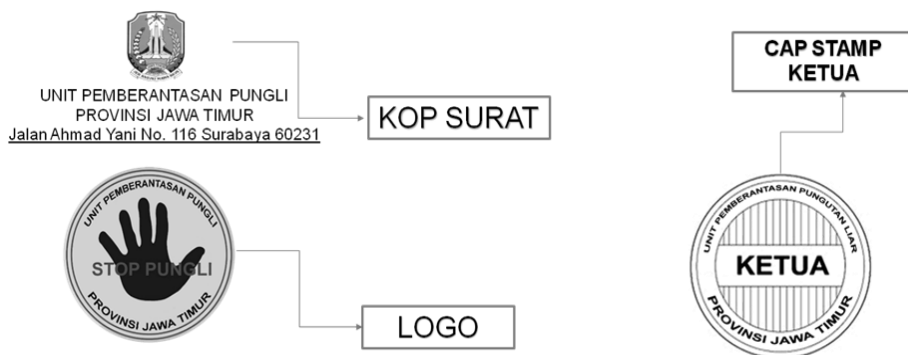 UNIT PEMBERANTASAN PUNGLI
PROVINSI JAWA TIMUR
Jalan Ahmad Yani No. 116 Surabaya 60231
KOP SURAT
CAP STAMP
KETUA
UNIT PEMBERANTASAN PUNGLI
STOP PUNGLI
PROVINSI JAWA TIMUR
LOGO
UNIT PEMBERANTASAN PUNGUTAN LIAR
KETUA
PROVINSI JAWA TIMUR